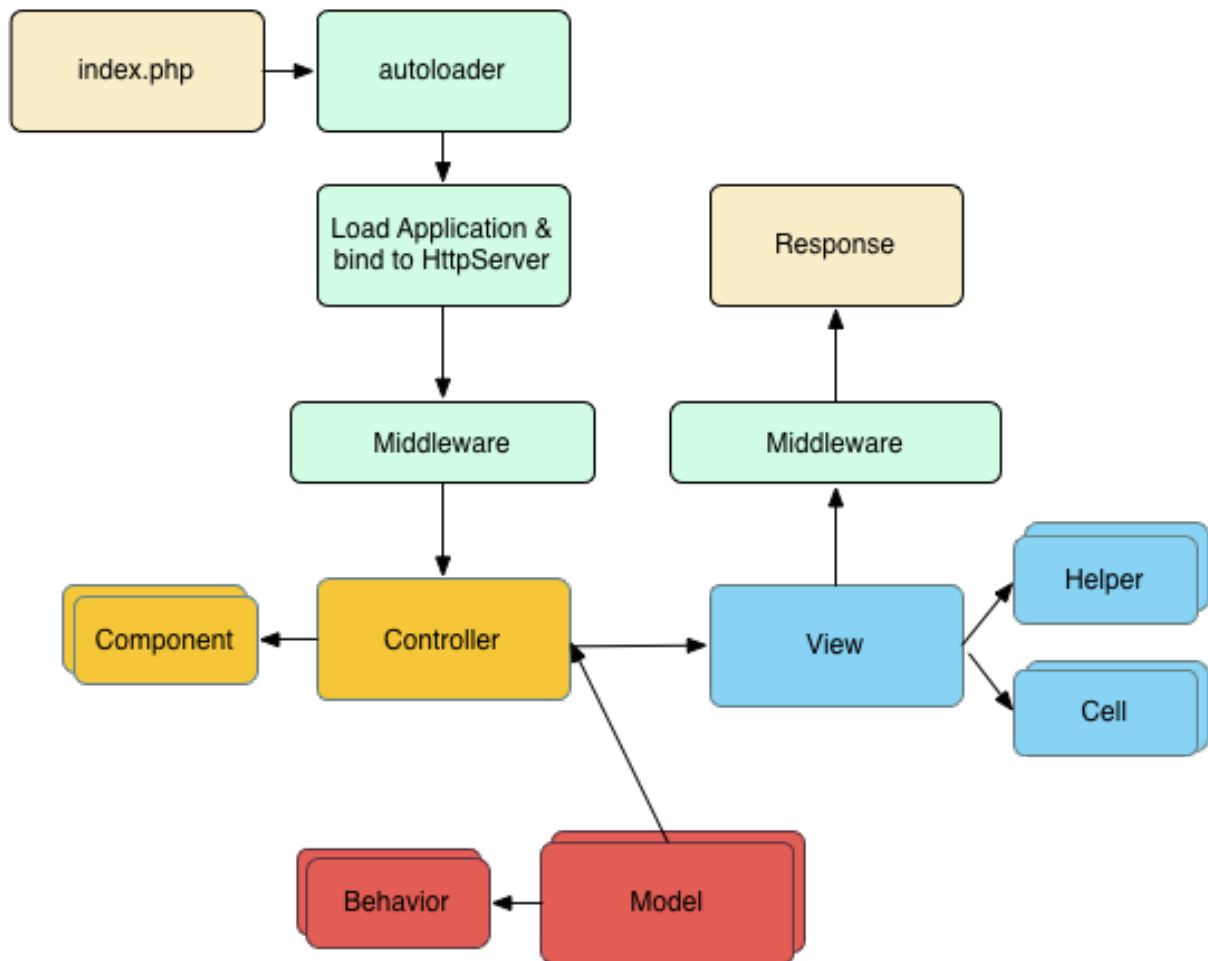 index.php
autoloader
Load Application &
bind to HttpServer
Response
Middleware
Middleware
Helper
Component
Controller
View
Cell
Behavior
Model